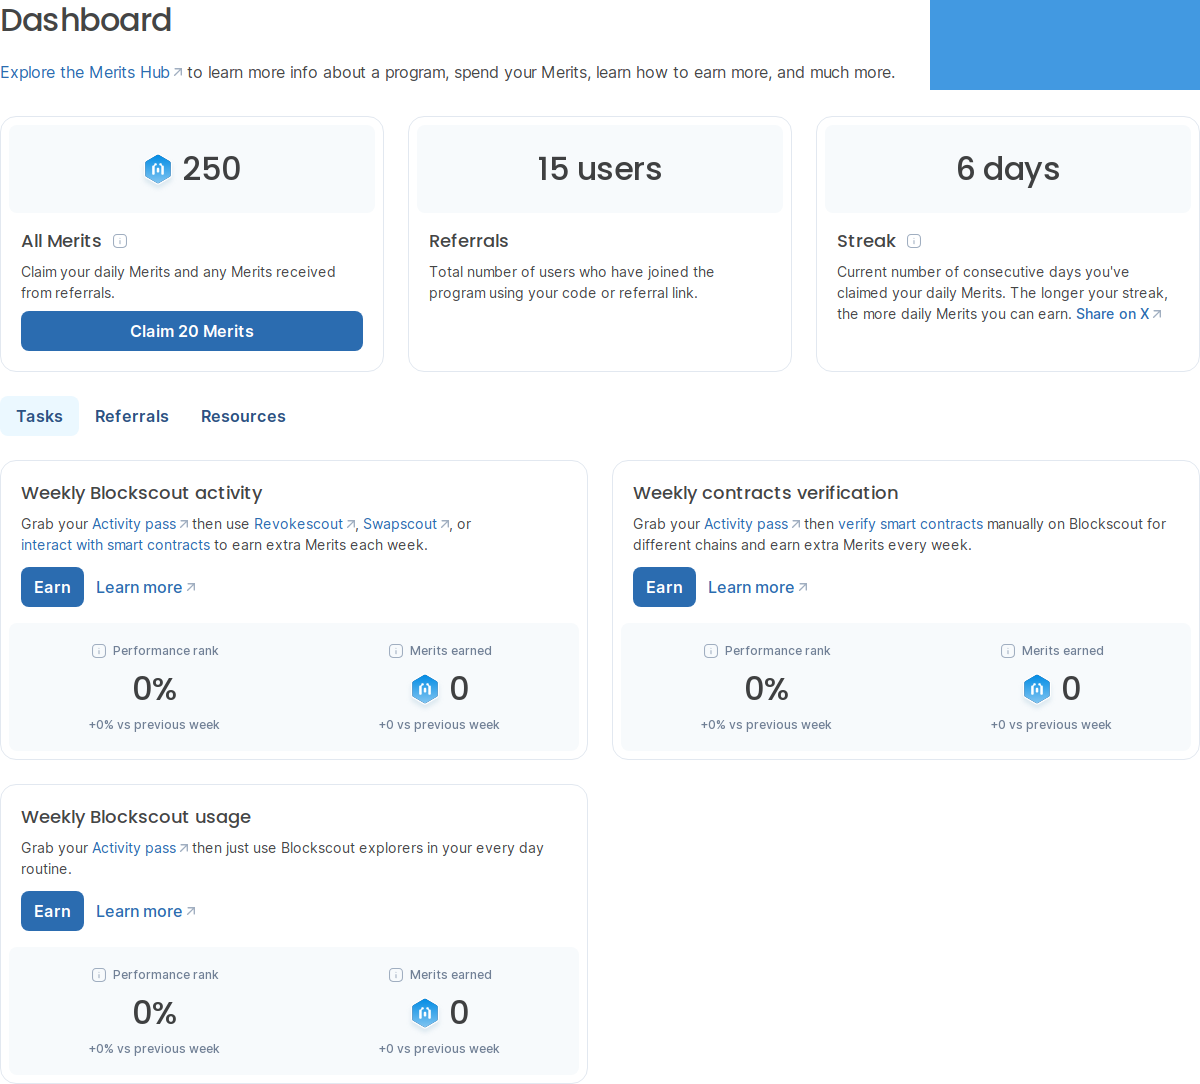 Dashboard
Explore the Merits Hub to learn more info about a program, spend your Merits, learn how to earn more, and much more.
250
All Merits
Claim your daily Merits and any Merits received
from referrals.
Claim 20 Merits
15 users
Referrals
Total number of users who have joined the
program using your code or referral link.
6 days
Streak
Current number of consecutive days you've
claimed your daily Merits. The longer your streak,
the more daily Merits you can earn. Share on X
Tasks Referrals Resources
Weekly Blockscout activity
Grab your Activity pass then use Revokescout, Swapscout, or
interact with smart contracts to earn extra Merits each week.
Earn Learn more
Performance rank
0%
+0% vs previous week
Merits earned
0
+0 vs previous week
Weekly contracts verification
Grab your Activity pass then verify smart contracts manually on Blockscout for
different chains and earn extra Merits every week.
Earn Learn more
Performance rank
0%
+0% vs previous week
Merits earned
0
+0 vs previous week
Weekly Blockscout usage
Grab your Activity pass then just use Blockscout explorers in your every day
routine.
Earn Learn more
Performance rank
0%
+0% vs previous week
Merits earned
0
+0 vs previous week